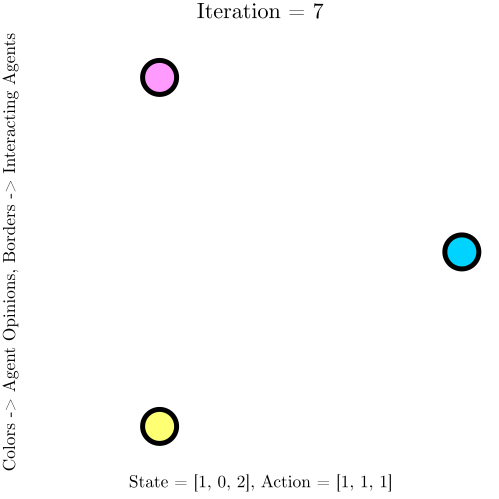 Iteration = 7
Colors -> Agent Opinions, Borders -> Interacting Agents
State = [1, 0, 2], Action = [1, 1, 1]